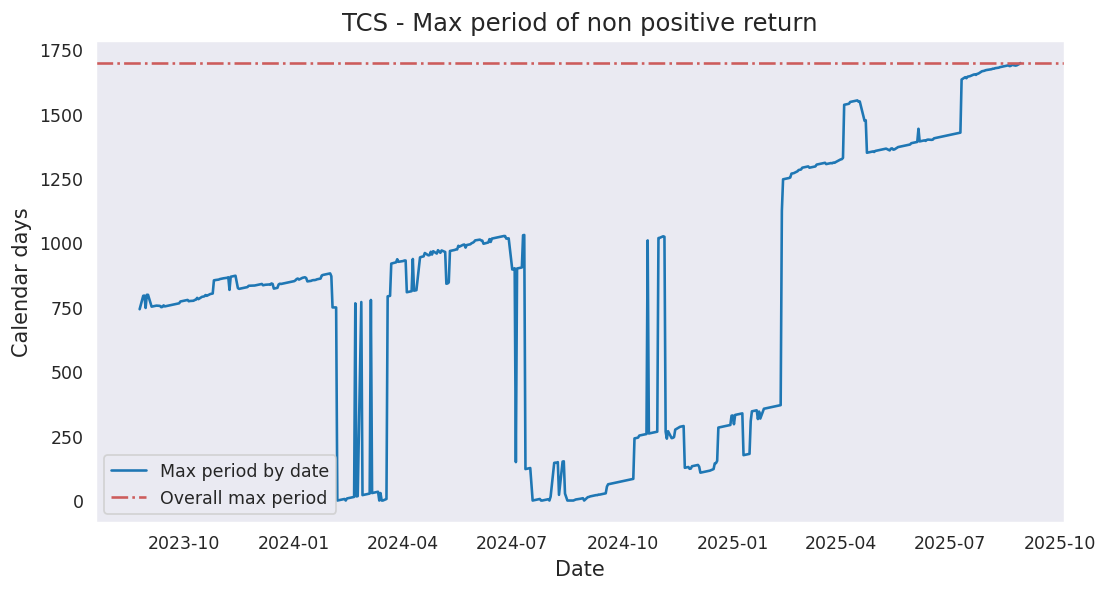 TCS - Max period of non positive return
Calendar days
1750
1500
1250
1000
750
500
250
0
Max period by date
Overall max period
2023-10 2024-01 2024-04 2024-07 2024-10 2025-01 2025-04 2025-07 2025-10
Date